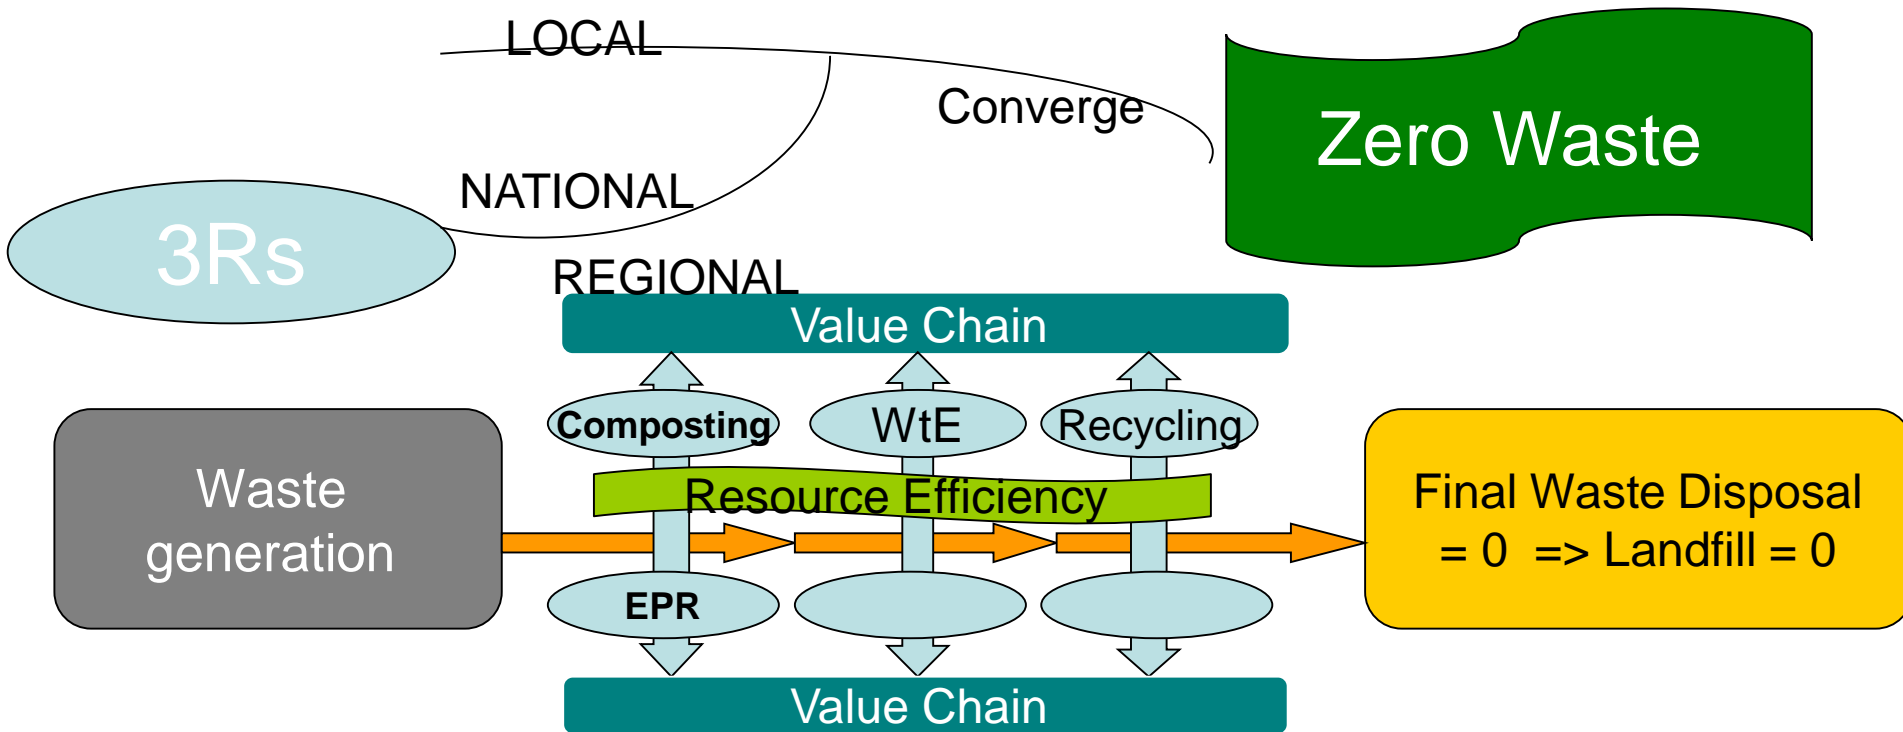 LOCAL
Converge
Zero Waste
NATIONAL
3Rs
REGIONAL
Value Chain
Composting
WtE
Recycling
Waste
generation
Resource Efficiency
Final Waste Disposal
= 0 => Landfill = 0
EPR
Value Chain